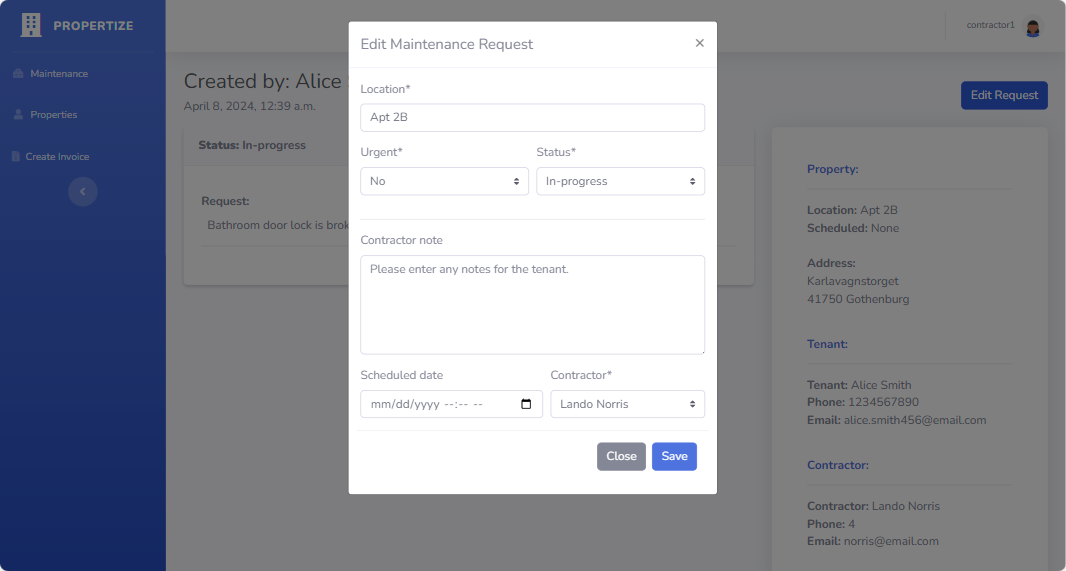 PROPERTIZE
Maintenance
Properties
Create Invoice
contractor1
Created by: Alice
April 8, 2024, 12:39 a.m.
Edit Request
Status: In-progress
Request:
Bathroom door lock is brok
Edit Maintenance Request
×
Location*
Apt 2B
Urgent* Status*
No In-progress
Contractor note
Please enter any notes for the tenant.
Scheduled date Contractor*
mm/dd/yyyy --:-- -- Lando Norris
Close Save
Property:
Location: Apt 2B
Scheduled: None
Address:
Karlavagnstorget
41750 Gothenburg
Tenant:
Tenant: Alice Smith
Phone: 1234567890
Email: alice.smith456@email.com
Contractor:
Contractor: Lando Norris
Phone: 4
Email: norris@email.com